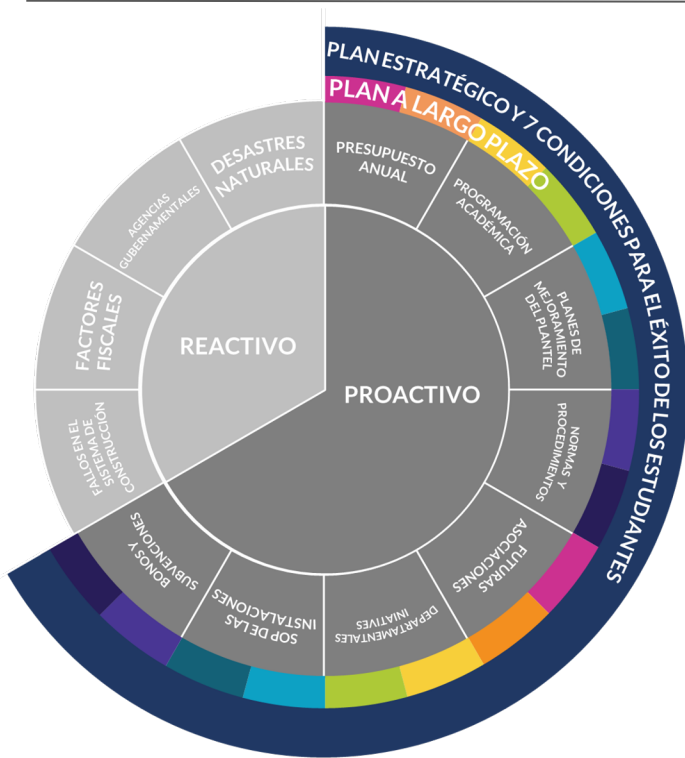 PLAN ESTRATÉGICO Y 7 CONDICIONES PARA EL ÉXITO DE LOS ESTUDIANTES
PLAN A LARGO PLAZO
PRESUPUESTO
ANUAL
PROGRAMACIÓN
ACADEMICA
PLANES DE
MEJORAMIENTO
DEL PLANTEL
NORMAS Y
PROCEDIMIENTOS
FUTURAS
ASOCIACIONES
DEPARTAMENTALES
INIATIVES
SOP DE LAS
INSTALACIONES
BONOS Y
SUBVENCIONES
FALLOS EN EL
SISTEMA DE
CONSTRUCCIÓN
FACTORES
FISCALES
AGENCIAS
GUBERNAMENTALES
DESASTRES
NATURALES
REACTIVO
PROACTIVO